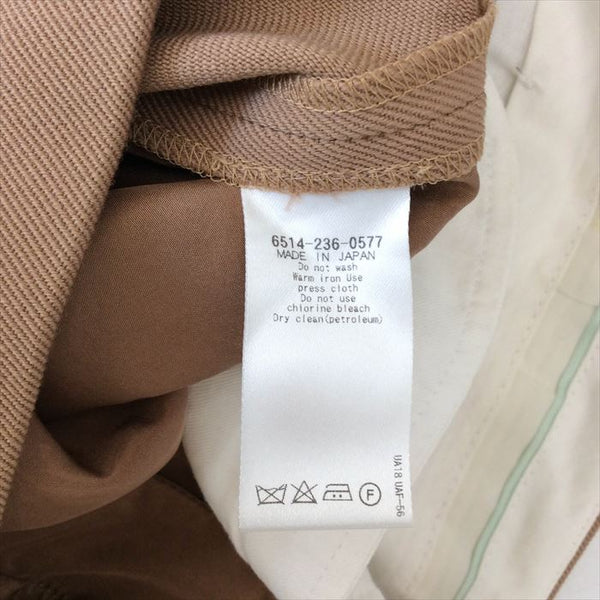 6514-236-0577
MADE IN JAPAN
Do not wash
Warm iron Use
press cloth
Do not use
chlorine bleach
Dry clean(petroleum)
F
UA18 UAF-56